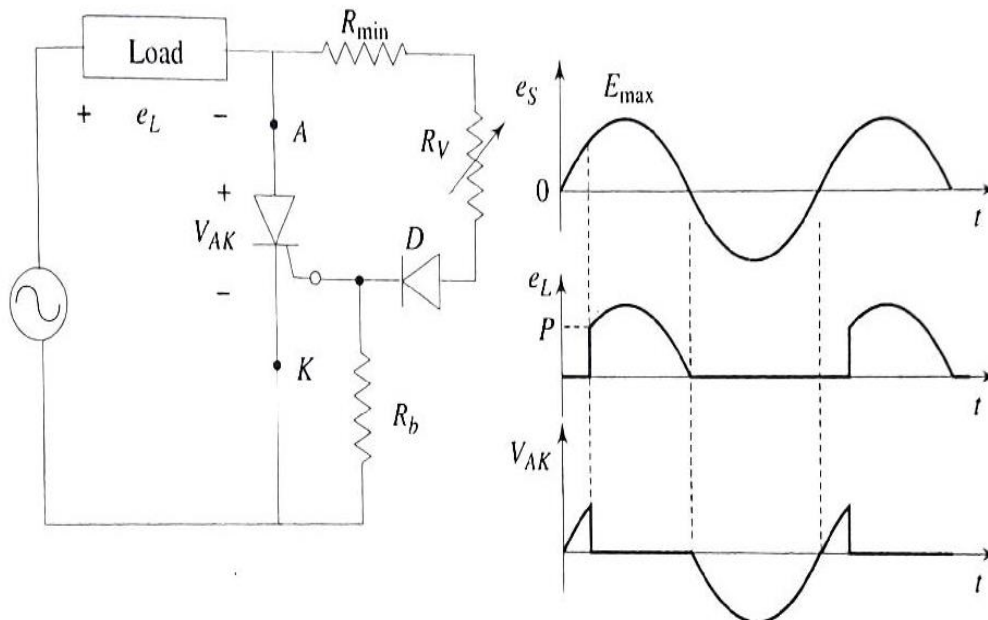 R_min
Load
+ e_L −
A
R_V
+
V_AK
−
D
K
R_b
e_S
E_max
0
t
e_L
P
t
V_AK
t